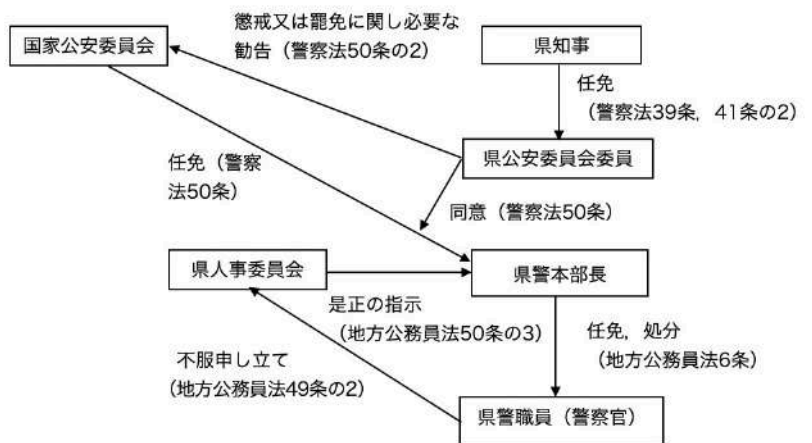 懲戒又は罷免に関し必要な
勧告（警察法50条の2）
国家公安委員会
県知事
任免
（警察法39条，41条の2）
県公安委員会委員
任免（警察
法50条）
同意（警察法50条）
県人事委員会
県警本部長
是正の指示
（地方公務員法50条の3）
任免，処分
（地方公務員法6条）
不服申し立て
（地方公務員法49条の2）
県警職員（警察官）